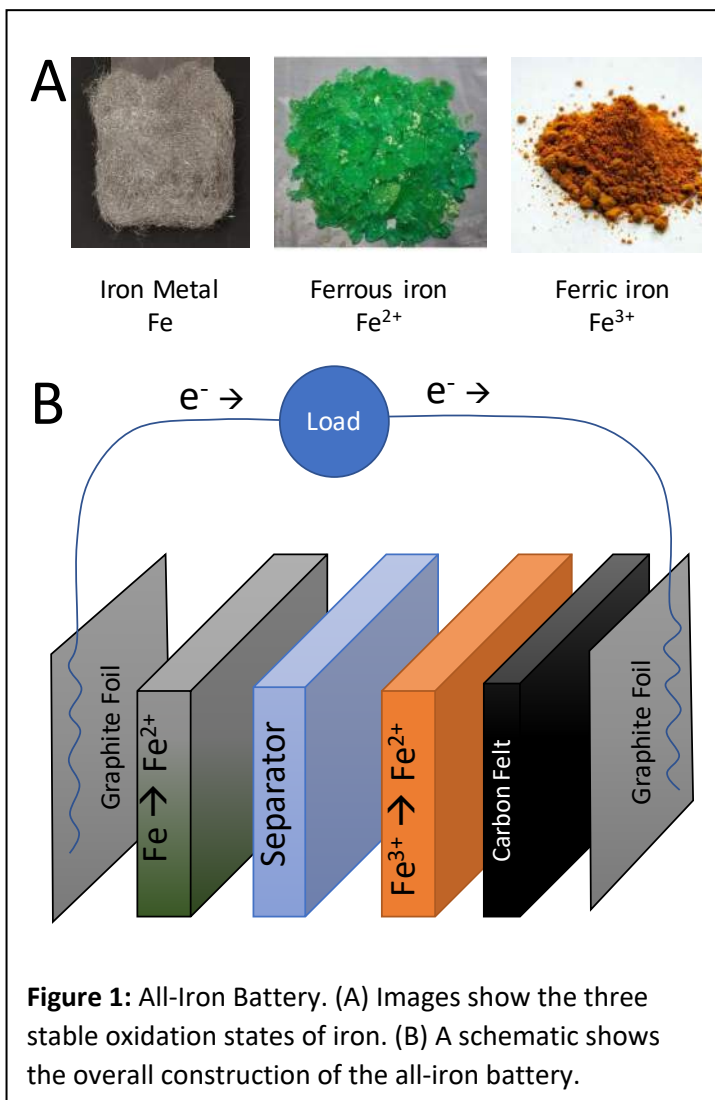 A
Iron Metal
Fe
Ferrous iron
Fe²⁺
Ferric iron
Fe³⁺
B
e⁻ →
Load
e⁻ →
Graphite Foil
Fe → Fe²⁺
Separator
Fe³⁺ → Fe²⁺
Carbon Felt
Graphite Foil
Figure 1: All-Iron Battery. (A) Images show the three
stable oxidation states of iron. (B) A schematic shows
the overall construction of the all-iron battery.